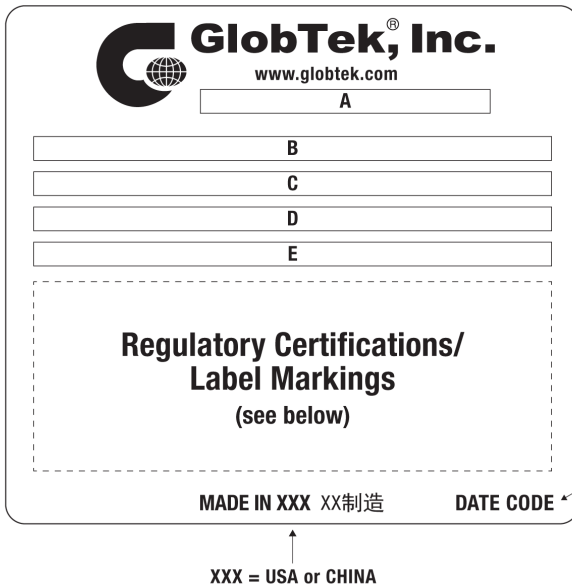 GlobTek®, Inc.
www.globtek.com
A
B
C
D
E
Regulatory Certifications/
Label Markings
(see below)
MADE IN XXX XX制造 DATE CODE
XXX = USA or CHINA